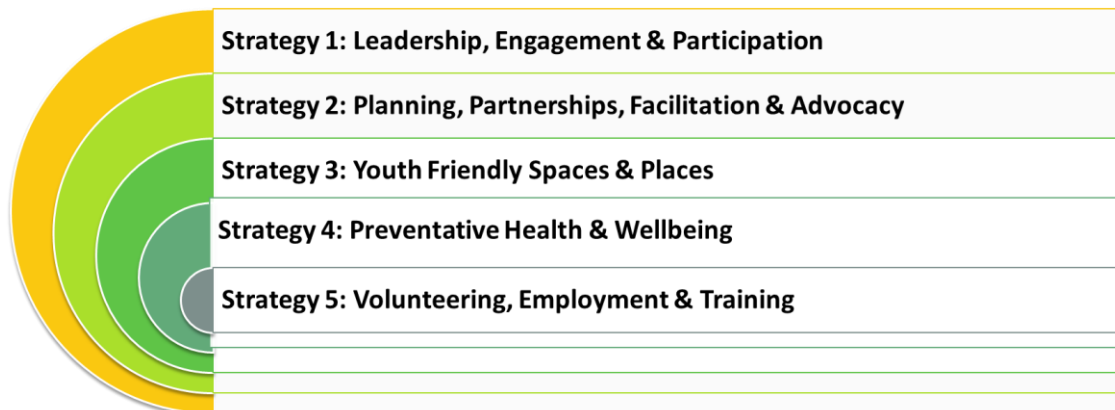 Strategy 1: Leadership, Engagement & Participation
Strategy 2: Planning, Partnerships, Facilitation & Advocacy
Strategy 3: Youth Friendly Spaces & Places
Strategy 4: Preventative Health & Wellbeing
Strategy 5: Volunteering, Employment & Training